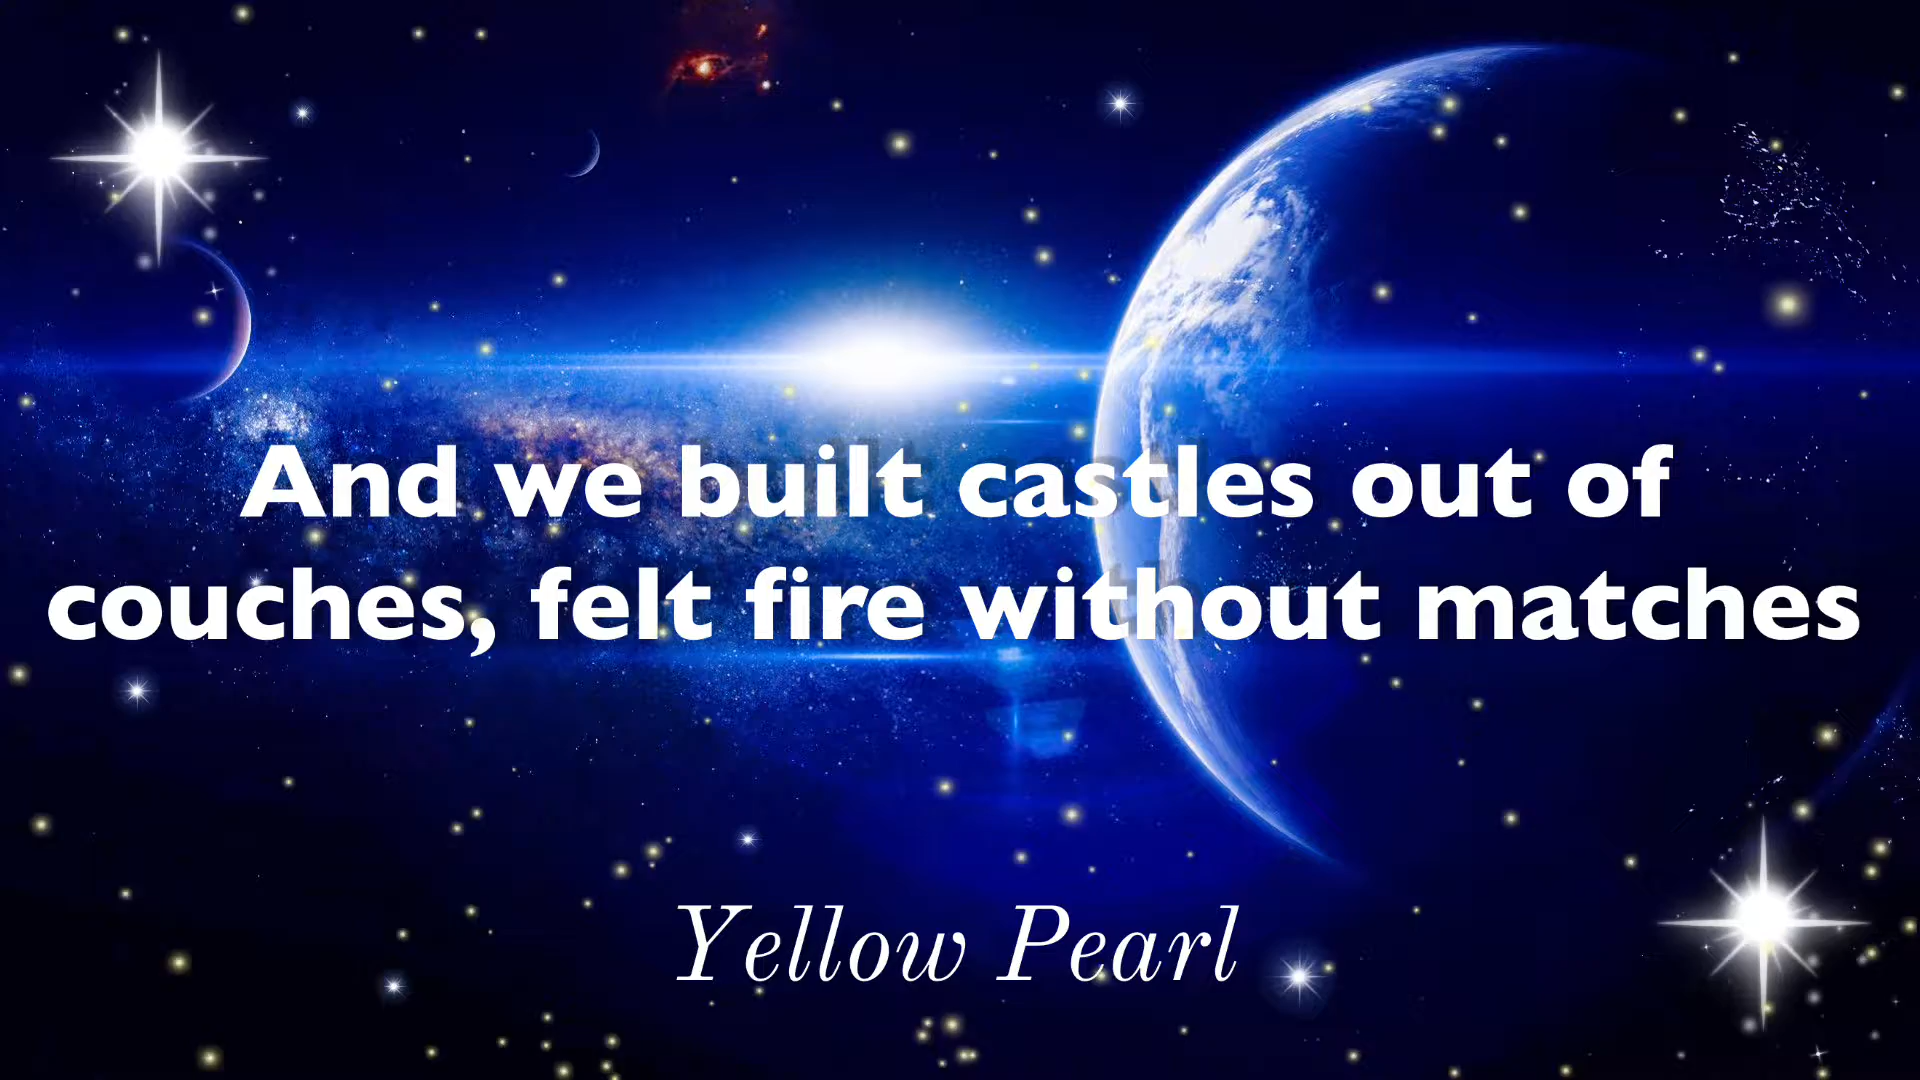 And we built castles out of
couches, felt fire without matches
Yellow Pearl